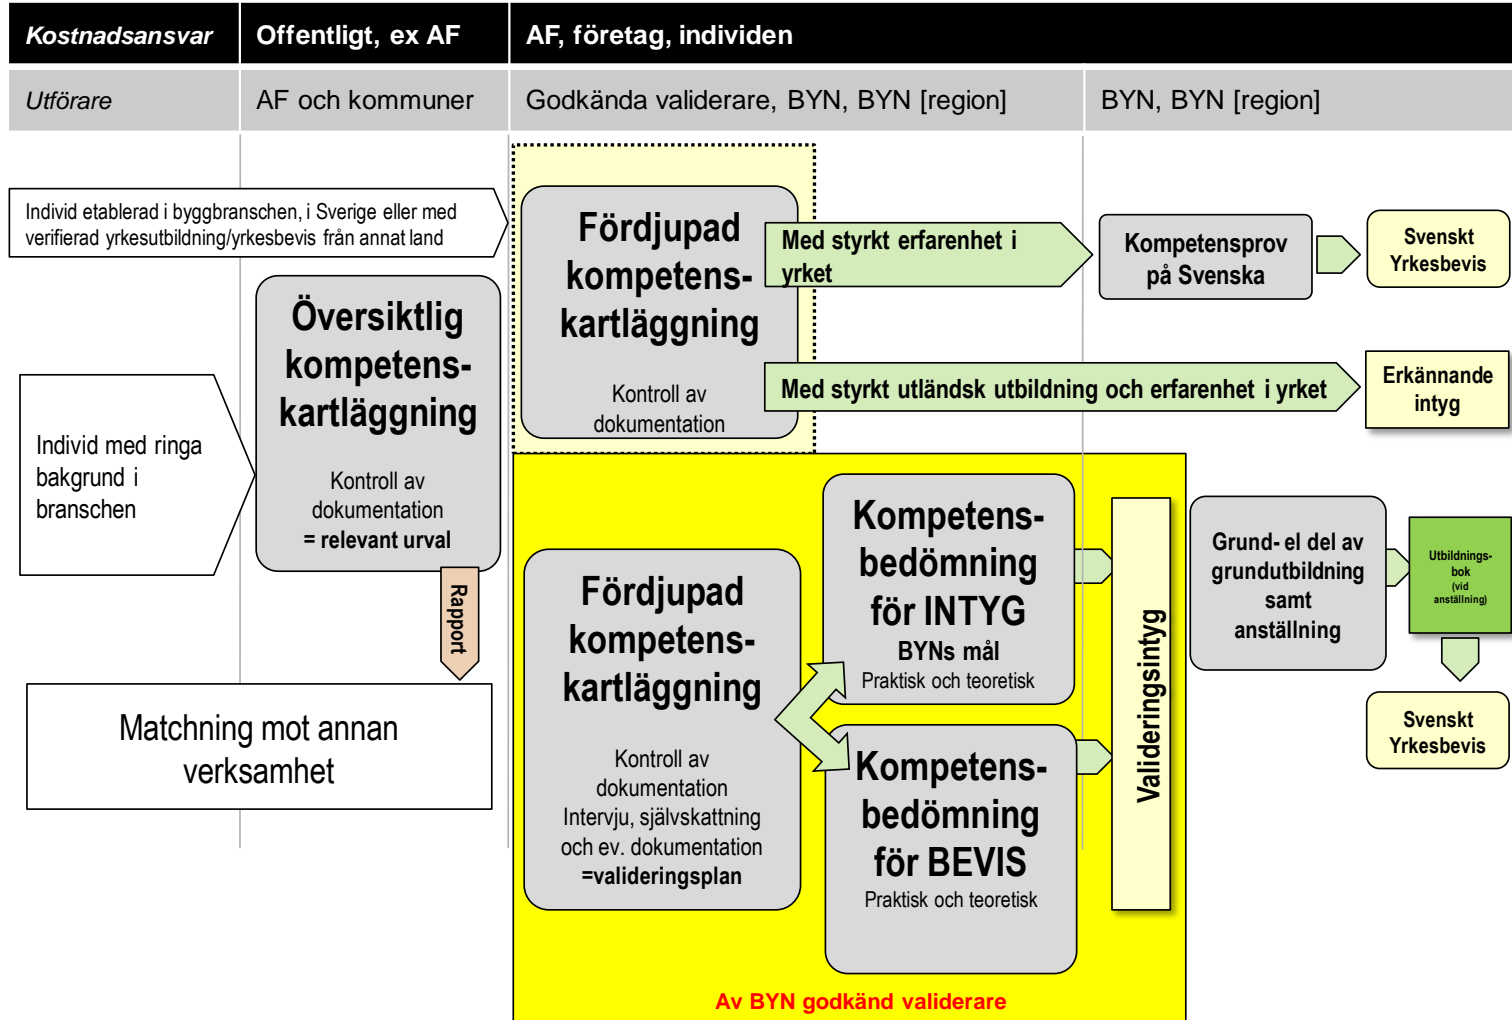 Kostnadsansvar
Offentligt, ex AF
AF, företag, individen
Utförare
AF och kommuner
Godkända validerare, BYN, BYN [region]
BYN, BYN [region]
Individ etablerad i byggbranschen, i Sverige eller med
verifierad yrkesutbildning/yrkesbevis från annat land
Individ med ringa
bakgrund i
branschen
Översiktlig
kompetens-
kartläggning
Kontroll av
dokumentation
= relevant urval
Rapport
Matchning mot annan
verksamhet
Fördjupad
kompetens-
kartläggning
Kontroll av
dokumentation
Med styrkt erfarenhet i
yrket
Kompetensprov
på Svenska
Svenskt
Yrkesbevis
Med styrkt utländsk utbildning och erfarenhet i yrket
Erkännande
intyg
Fördjupad
kompetens-
kartläggning
Kontroll av
dokumentation
Intervju, självskattning
och ev. dokumentation
=valideringsplan
Kompetens-
bedömning
för INTYG
BYNs mål
Praktisk och teoretisk
Kompetens-
bedömning
för BEVIS
Praktisk och teoretisk
Valideringsintyg
Av BYN godkänd validerare
Grund- el del av
grundutbildning
samt
anställning
Utbildnings-
bok
(vid
anställning)
Svenskt
Yrkesbevis